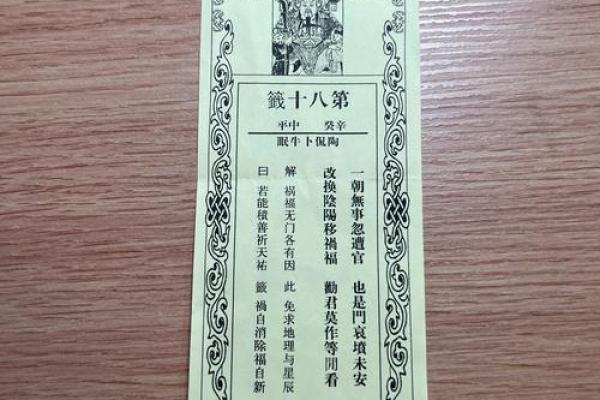 第八十籤
辛癸 中平
陶侃卜牛眠
一朝無事忽遭官 也是門哀墳未安
改換陰陽移禍福 勸君莫作等閒看
解 祸福无门各有因 此 免求地理与星辰
曰 若能積善祈天祐 籤 禍自消除福自新